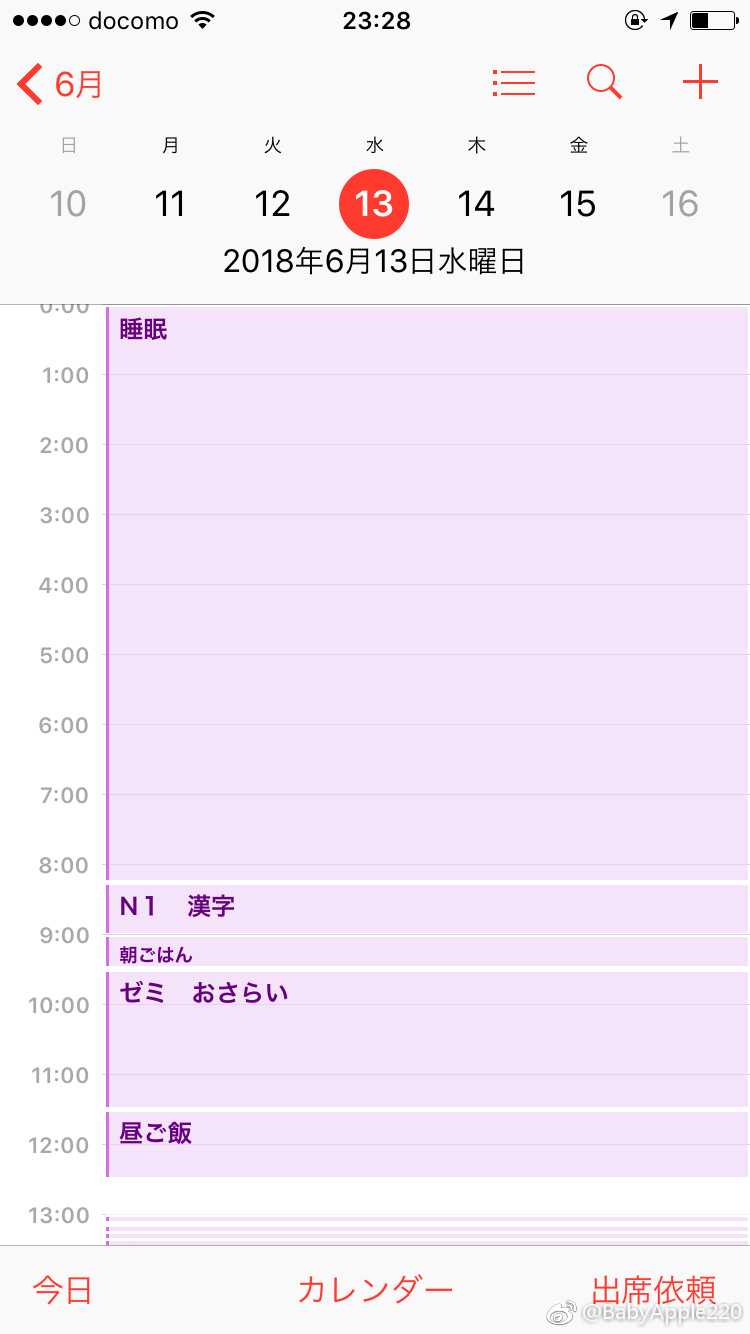 docomo 23:28
6月
日 月 火 水 木 金 土
10 11 12 13 14 15 16
2018年6月13日水曜日
0:00
睡眠
1:00
2:00
3:00
4:00
5:00
6:00
7:00
8:00
N1　漢字
9:00
朝ごはん
ゼミ　おさらい
10:00
11:00
昼ご飯
12:00
13:00
今日 カレンダー 出席依頼
@BabyApple220